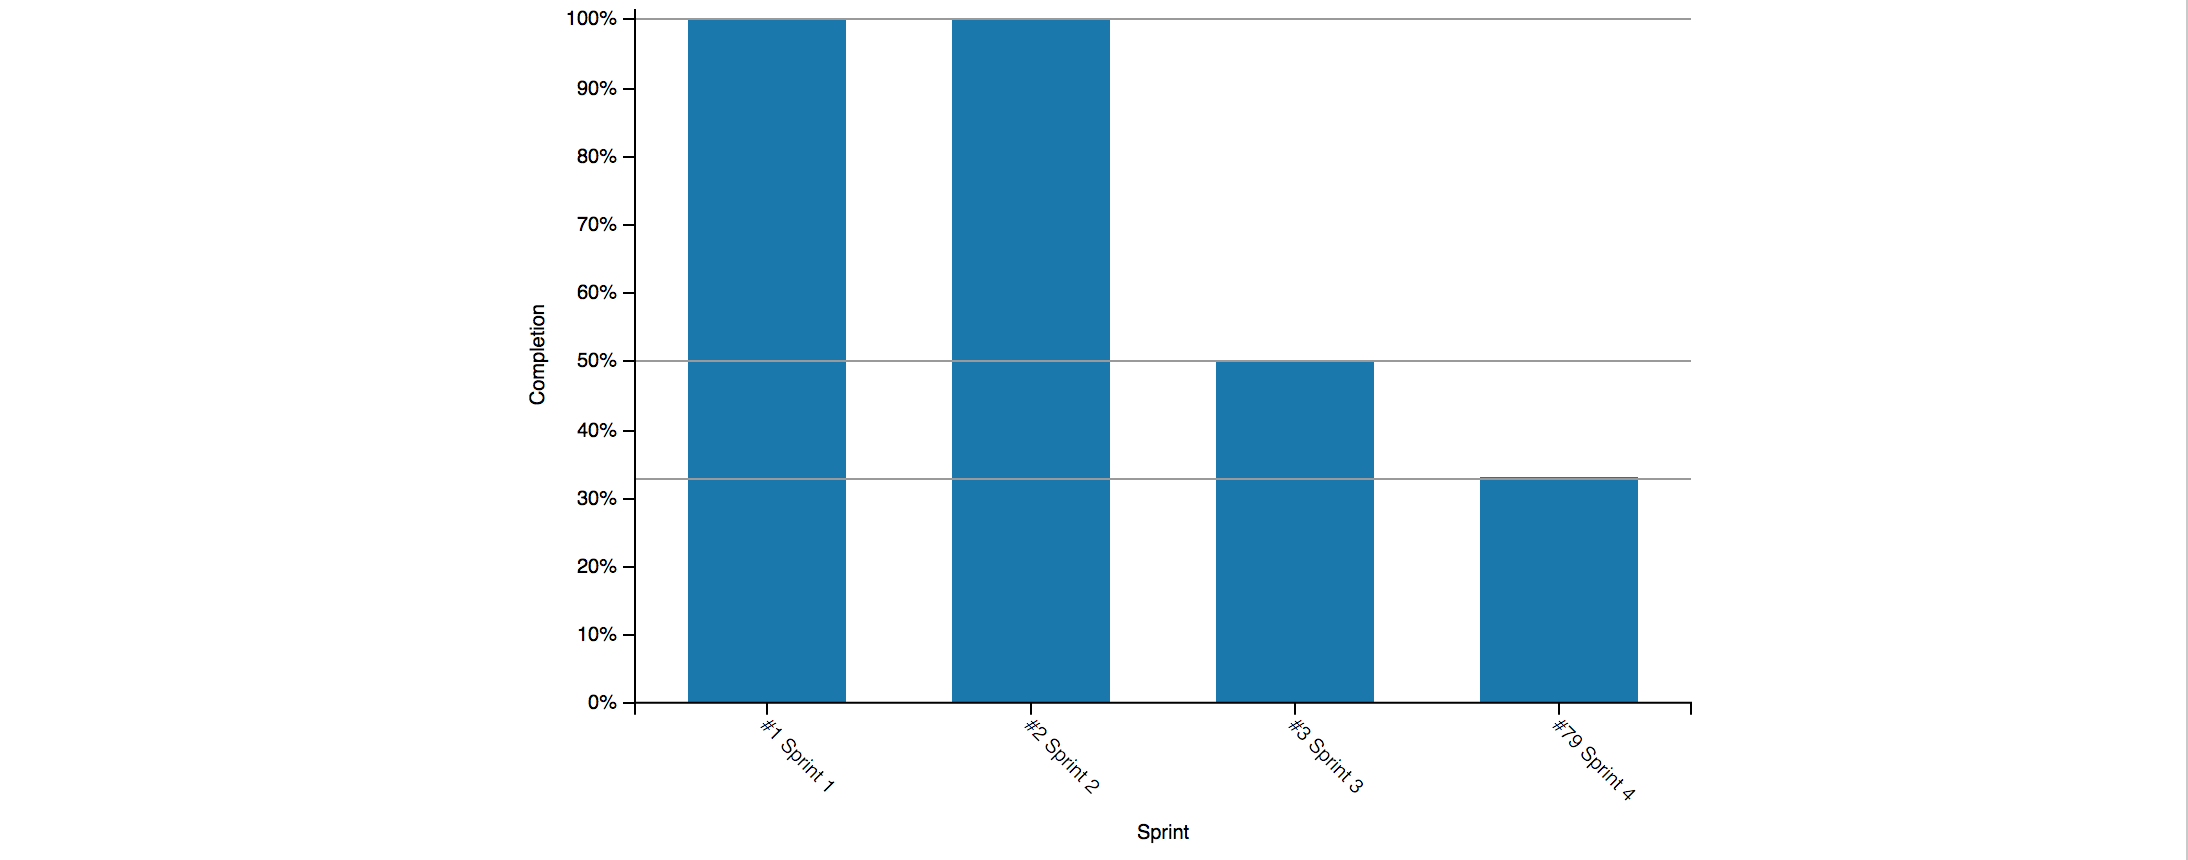 100%
90%
80%
70%
60%
50%
40%
30%
20%
10%
0%
Completion
#1 Sprint 1
#2 Sprint 2
#3 Sprint 3
#79 Sprint 4
Sprint